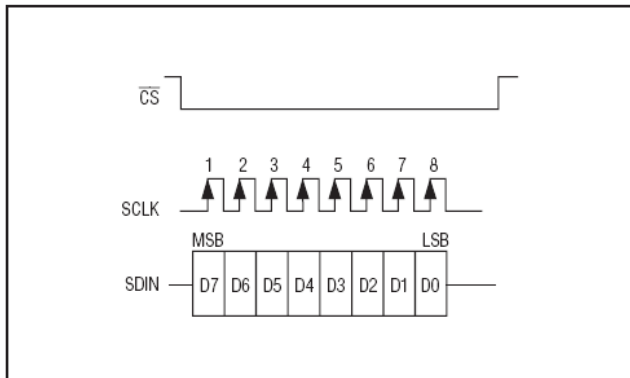 C̅S̅
1 2 3 4 5 6 7 8
SCLK
MSB LSB
SDIN D7 D6 D5 D4 D3 D2 D1 D0